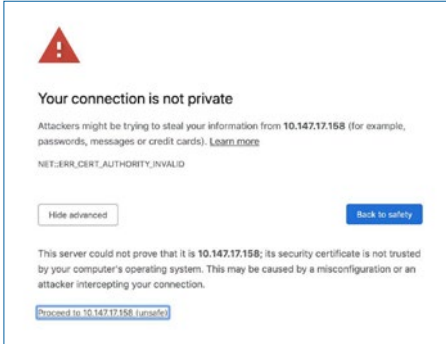 Your connection is not private
Attackers might be trying to steal your information from 10.147.17.158 (for example,
passwords, messages or credit cards). Learn more
NET::ERR_CERT_AUTHORITY_INVALID
Hide advanced
Back to safety
This server could not prove that it is 10.147.17.158; its security certificate is not trusted
by your computer's operating system. This may be caused by a misconfiguration or an
attacker intercepting your connection.
Proceed to 10.147.17.158 (unsafe)